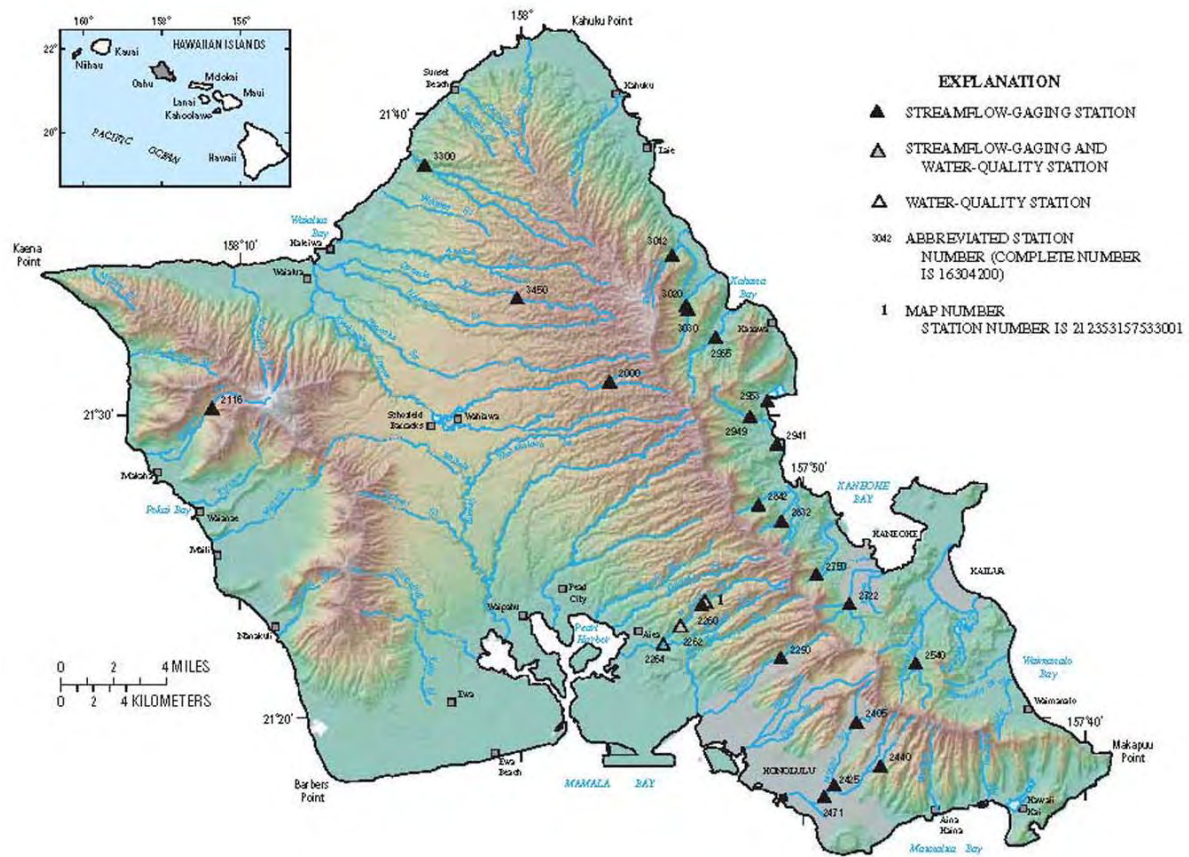 160°
158°
156°
HAWAIIAN ISLANDS
22°
Kauai
Niihau
Oahu
Molokai
Lanai
Maui
Kahoolawe
20°
PACIFIC OCEAN
Hawaii
158°
Kahuku Point
Sunset
Beach
Kahuku
21°40'
Laie
3300
Waialua
Bay
Haleiwa
Kaena
Point
158°10'
Waialua
3042
Kahana
Bay
3450
3020
3030
Kaaawa
2955
2000
2116
21°30'
Schofield
Barracks
Wahiawa
2953
2949
2941
157°50'
Makaha
Pokai Bay
Waianae
KANEOHE
BAY
2842
2832
KANEOHE
Maili
KAILUA
2750
Pearl
City
2722
1
Nanakuli
Waipahu
Pearl
Harbor
Aiea
2260
2262
2264
2290
2540
Waimanalo
Bay
Waimanalo
Ewa
2405
21°20'
157°40'
Makapuu
Point
Barbers
Point
Ewa
Beach
MAMALA BAY
HONOLULU
2440
2425
2471
Aina
Haina
Hawaii
Kai
Maunalua Bay
0 2 4 MILES
0 2 4 KILOMETERS
EXPLANATION
STREAMFLOW-GAGING STATION
STREAMFLOW-GAGING AND
WATER-QUALITY STATION
WATER-QUALITY STATION
3042 ABBREVIATED STATION
NUMBER (COMPLETE NUMBER
IS 16304200)
1 MAP NUMBER
STATION NUMBER IS 212353157533001